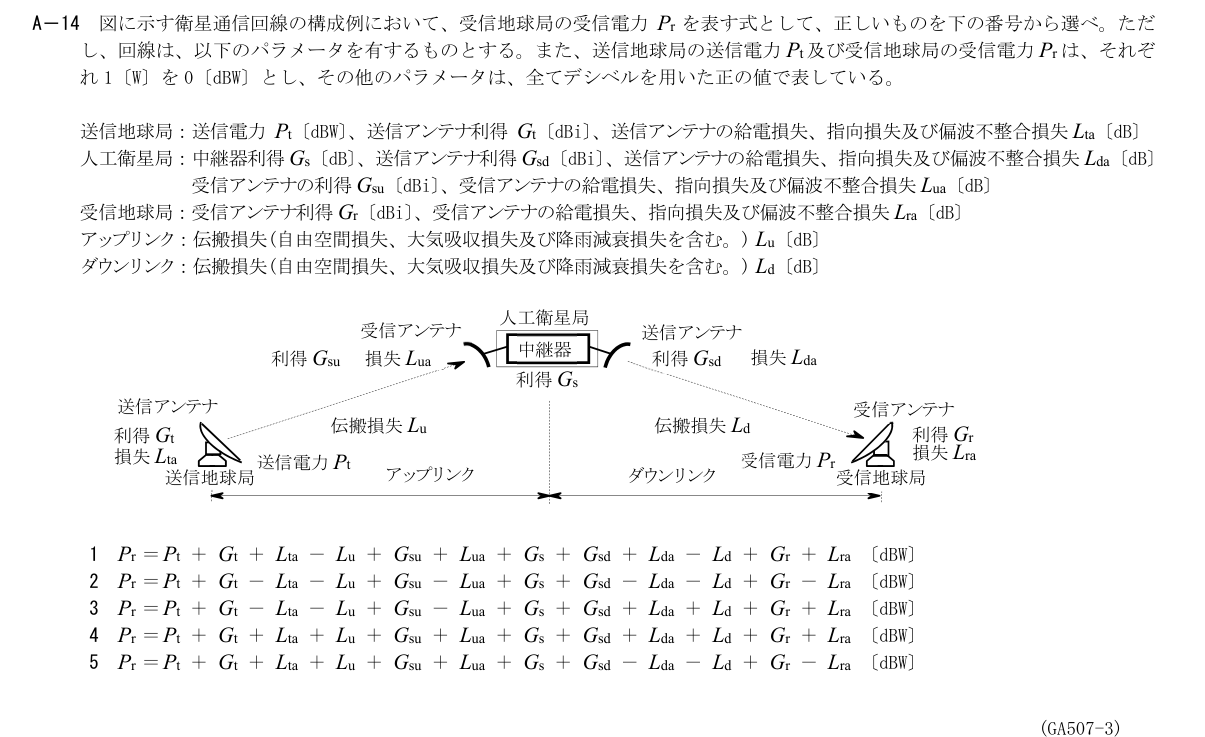 A－14 図に示す衛星通信回線の構成例において、受信地球局の受信電力 Pr を表す式として、正しいものを下の番号から選べ。ただ
し、回線は、以下のパラメータを有するものとする。また、送信地球局の送信電力 Pt 及び受信地球局の受信電力 Pr は、それぞ
れ 1〔W〕を 0〔dBW〕とし、その他のパラメータは、全てデシベルを用いた正の値で表している。
送信地球局：送信電力 Pt〔dBW〕、送信アンテナ利得 Gt〔dBi〕、送信アンテナの給電損失、指向損失及び偏波不整合損失 Lta〔dB〕
人工衛星局：中継器利得 Gs〔dB〕、送信アンテナ利得 Gsd〔dBi〕、送信アンテナの給電損失、指向損失及び偏波不整合損失 Lda〔dB〕
受信アンテナの利得 Gsu〔dBi〕、受信アンテナの給電損失、指向損失及び偏波不整合損失 Lua〔dB〕
受信地球局：受信アンテナ利得 Gr〔dBi〕、受信アンテナの給電損失、指向損失及び偏波不整合損失 Lra〔dB〕
アップリンク：伝搬損失(自由空間損失、大気吸収損失及び降雨減衰損失を含む。) Lu〔dB〕
ダウンリンク：伝搬損失(自由空間損失、大気吸収損失及び降雨減衰損失を含む。) Ld〔dB〕
人工衛星局
受信アンテナ
利得 Gsu 損失 Lua
中継器
利得 Gs
送信アンテナ
利得 Gsd 損失 Lda
送信アンテナ
利得 Gt
損失 Lta
送信地球局
送信電力 Pt
伝搬損失 Lu
アップリンク
伝搬損失 Ld
ダウンリンク
受信アンテナ
利得 Gr
損失 Lra
受信電力 Pr
受信地球局
1 Pr ＝ Pt ＋ Gt ＋ Lta － Lu ＋ Gsu ＋ Lua ＋ Gs ＋ Gsd ＋ Lda － Ld ＋ Gr ＋ Lra 〔dBW〕
2 Pr ＝ Pt ＋ Gt － Lta － Lu ＋ Gsu － Lua ＋ Gs ＋ Gsd － Lda － Ld ＋ Gr － Lra 〔dBW〕
3 Pr ＝ Pt ＋ Gt － Lta － Lu ＋ Gsu － Lua ＋ Gs ＋ Gsd ＋ Lda ＋ Ld ＋ Gr ＋ Lra 〔dBW〕
4 Pr ＝ Pt ＋ Gt ＋ Lta ＋ Lu ＋ Gsu ＋ Lua ＋ Gs ＋ Gsd ＋ Lda ＋ Ld ＋ Gr ＋ Lra 〔dBW〕
5 Pr ＝ Pt ＋ Gt ＋ Lta ＋ Lu ＋ Gsu ＋ Lua ＋ Gs ＋ Gsd － Lda － Ld ＋ Gr － Lra 〔dBW〕
(GA507-3)